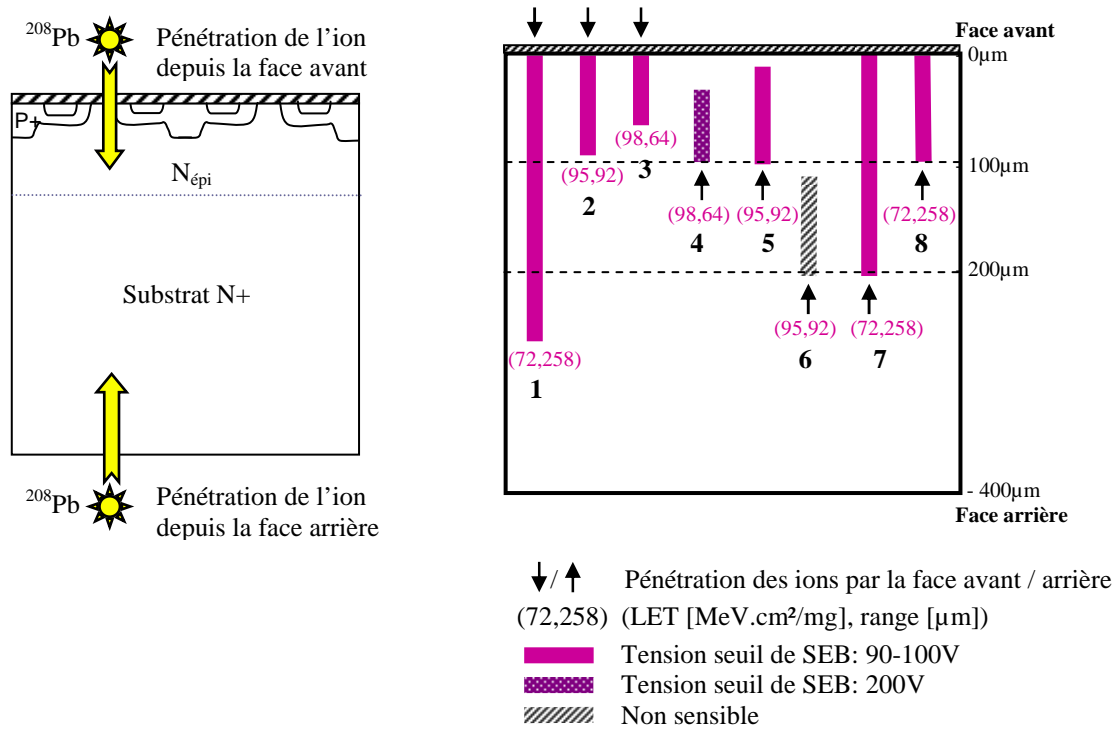 ²⁰⁸Pb
Pénétration de l’ion
depuis la face avant
P+
Népi
Substrat N+
²⁰⁸Pb
Pénétration de l’ion
depuis la face arrière
Face avant
0µm
(98,64)
3
(95,92)
2
100µm
(98,64)
4
(95,92)
5
(72,258)
8
200µm
(95,92)
6
(72,258)
7
(72,258)
1
- 400µm
Face arrière
↓/↑ Pénétration des ions par la face avant / arrière
(72,258) (LET [MeV.cm²/mg], range [µm])
Tension seuil de SEB: 90-100V
Tension seuil de SEB: 200V
Non sensible